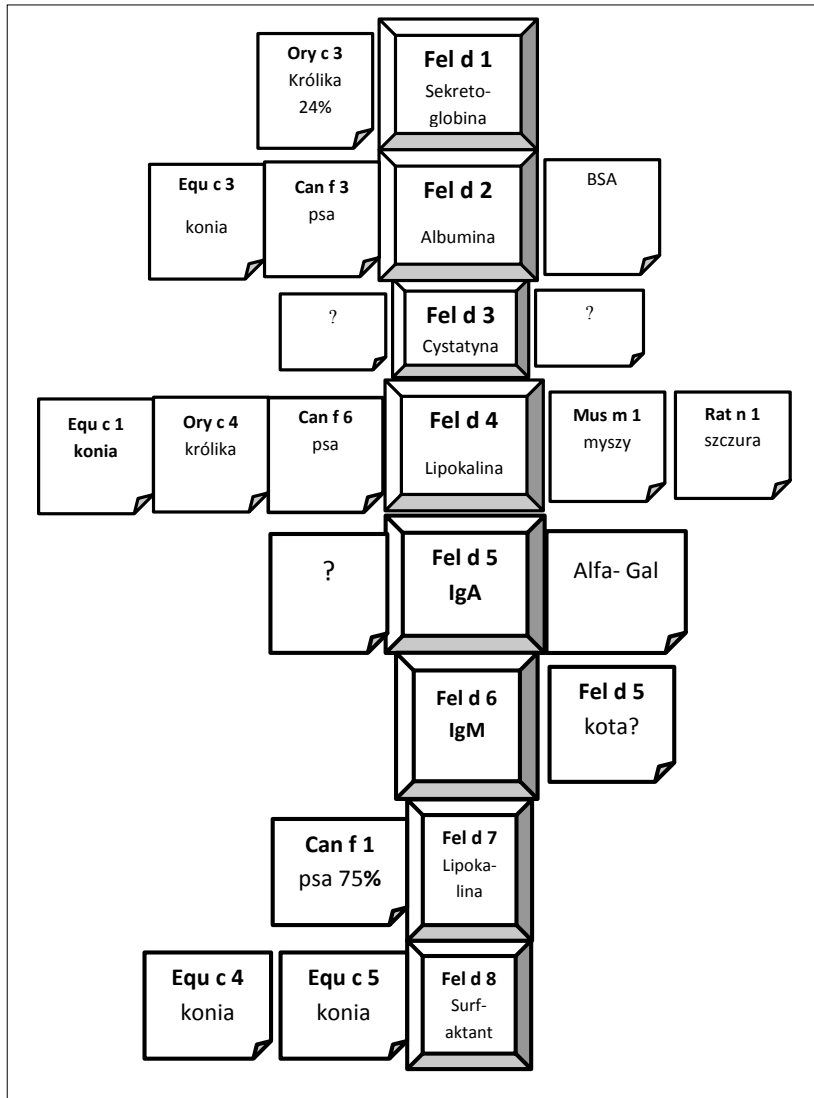 Ory c 3
Królika
24%
Fel d 1
Sekreto-
globina
Equ c 3
konia
Can f 3
psa
Fel d 2
Albumina
BSA
?
Fel d 3
Cystatyna
?
Equ c 1
konia
Ory c 4
królika
Can f 6
psa
Fel d 4
Lipokalina
Mus m 1
myszy
Rat n 1
szczura
?
Fel d 5
IgA
Alfa- Gal
Fel d 6
IgM
Fel d 5
kota?
Can f 1
psa 75%
Fel d 7
Lipoka-
lina
Equ c 4
konia
Equ c 5
konia
Fel d 8
Surf-
aktant